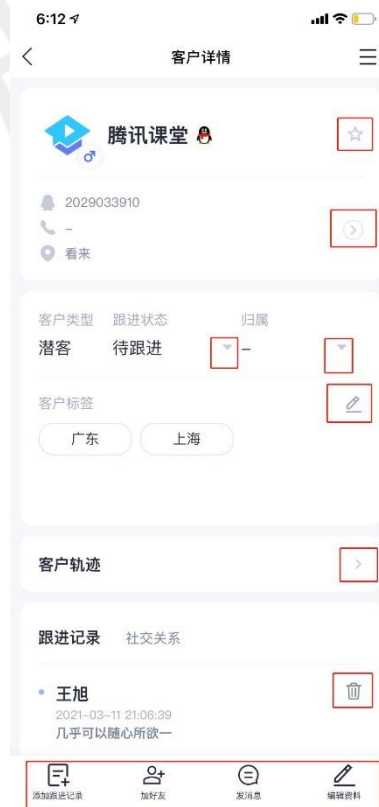 6:12
客户详情
腾讯课堂
2029033910
-
看来
客户类型 跟进状态 归属
潜客 待跟进 -
客户标签
广东 上海
客户轨迹
跟进记录 社交关系
王旭
2021-03-11 21:06:39
几乎可以随心所欲一
添加跟进记录 加好友 发消息 编辑资料